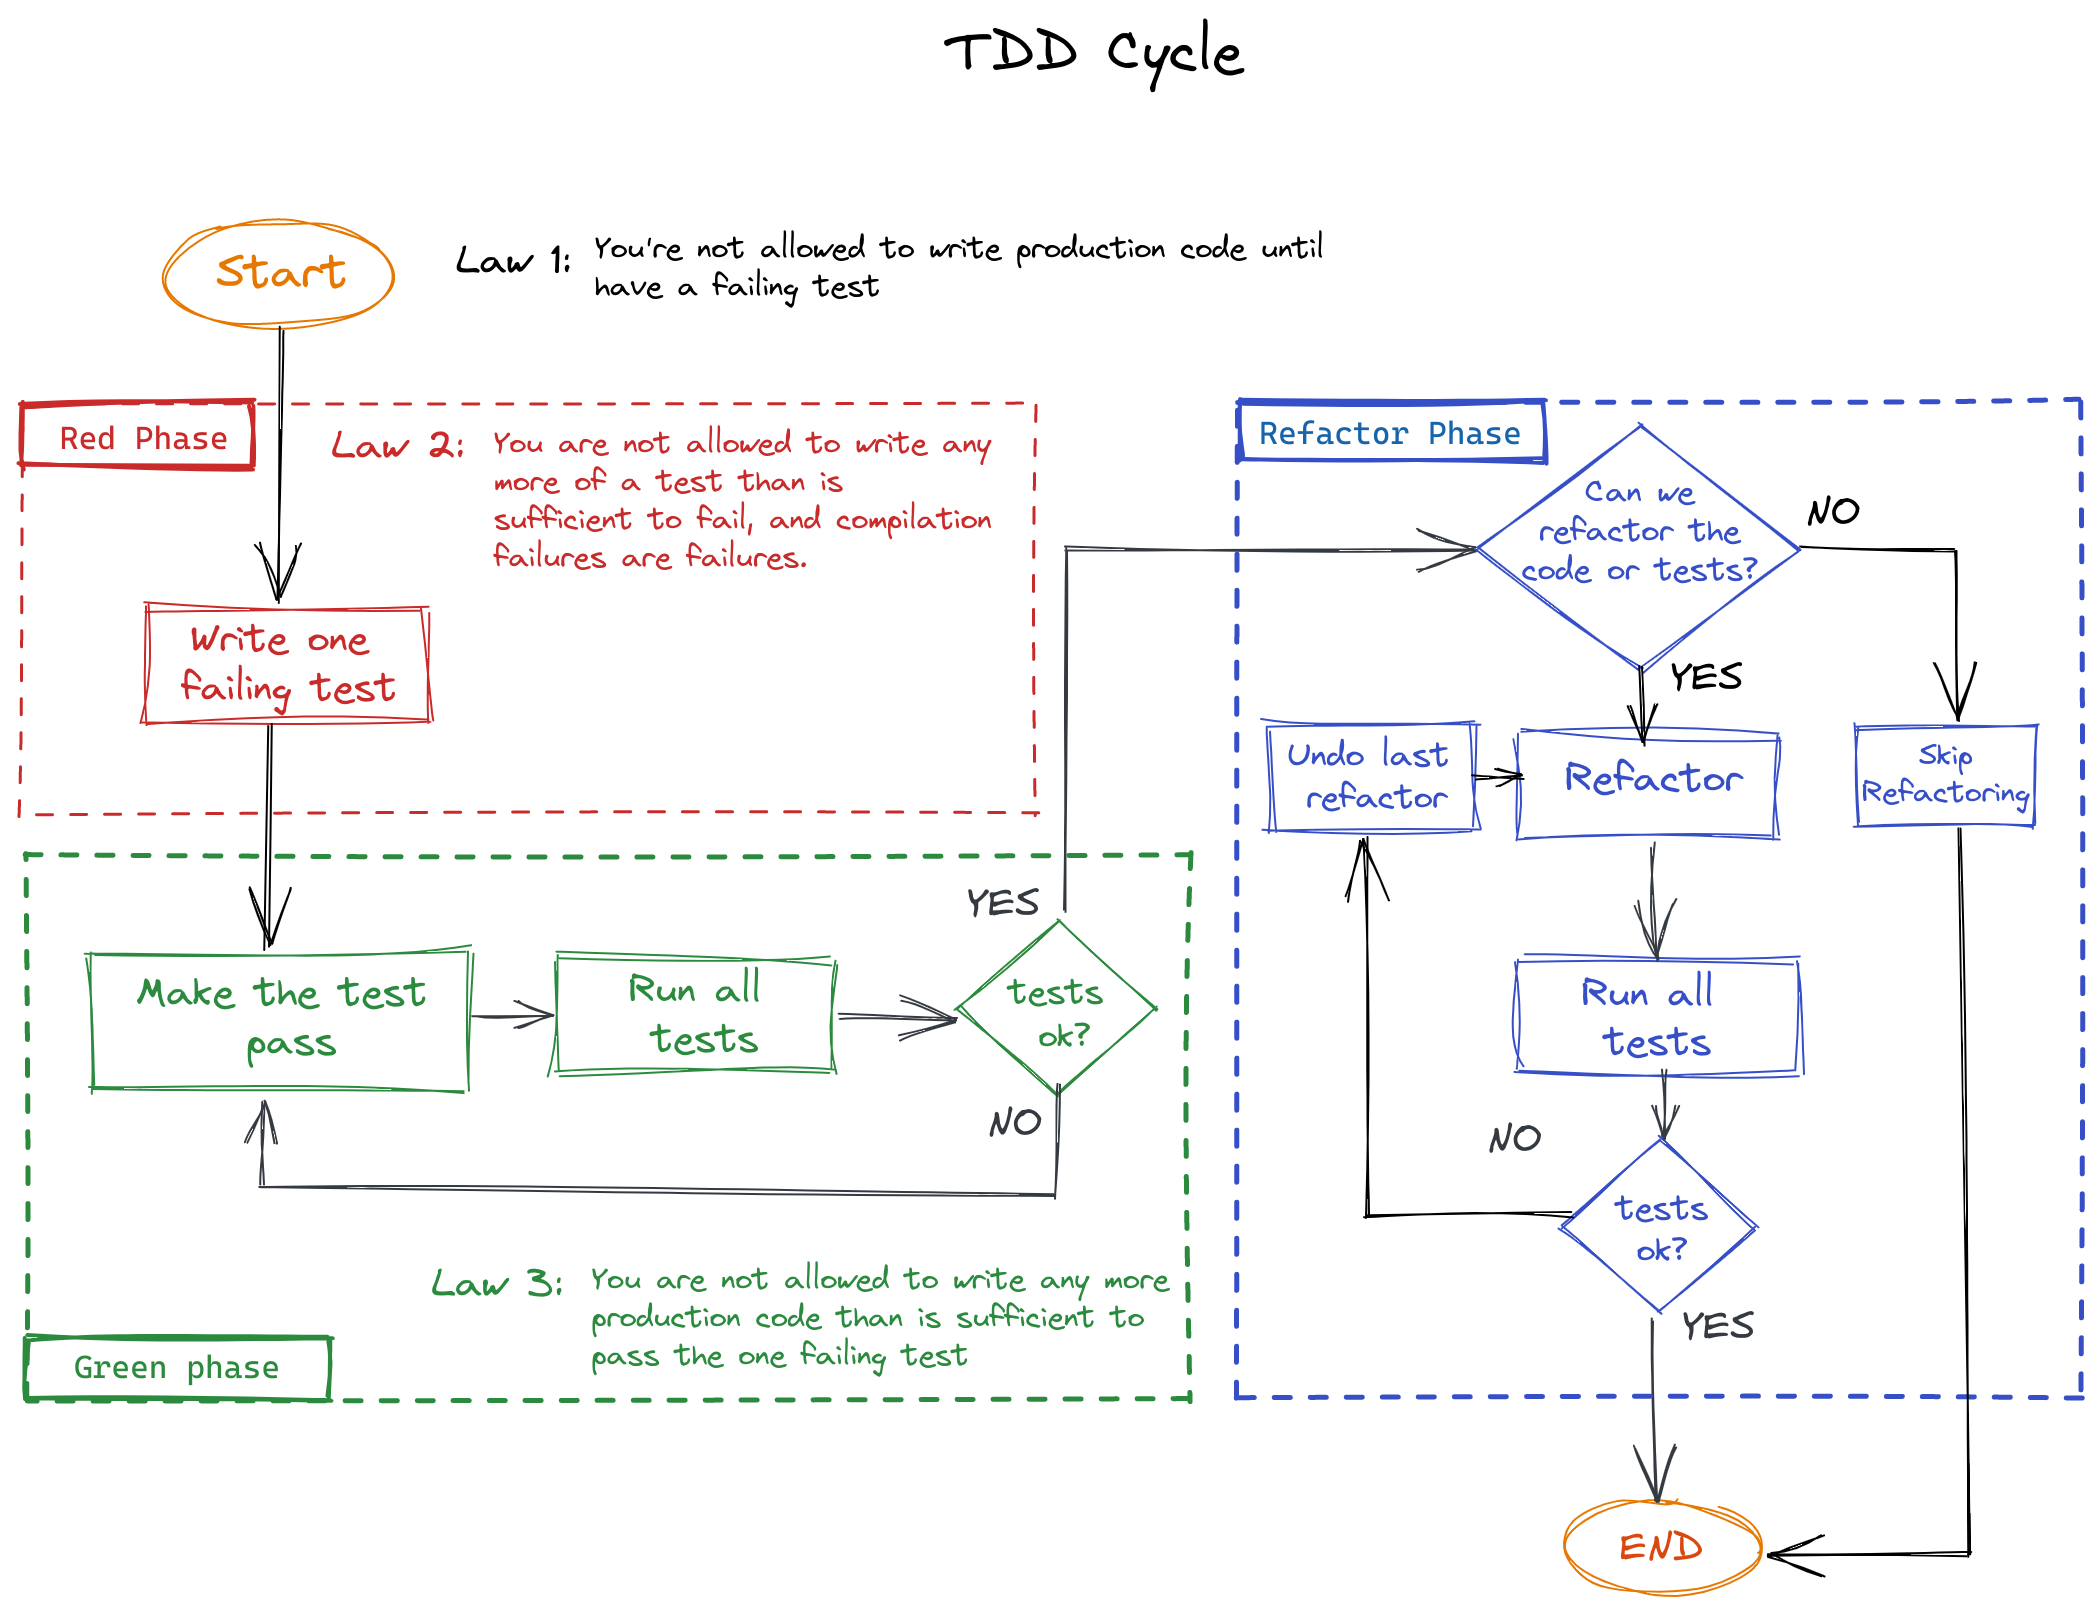 TDD Cycle
Start
Law 1:
You're not allowed to write production code until
have a failing test
Red Phase
Law 2:
You are not allowed to write any
more of a test than is
sufficient to fail, and compilation
failures are failures.
Write one
failing test
Make the test
pass
Run all
tests
tests
ok?
YES
NO
Law 3:
You are not allowed to write any more
production code than is sufficient to
pass the one failing test
Green phase
Refactor Phase
Can we
refactor the
code or tests?
NO
YES
Undo last
refactor
Refactor
Skip
Refactoring
Run all
tests
NO
tests
ok?
YES
END